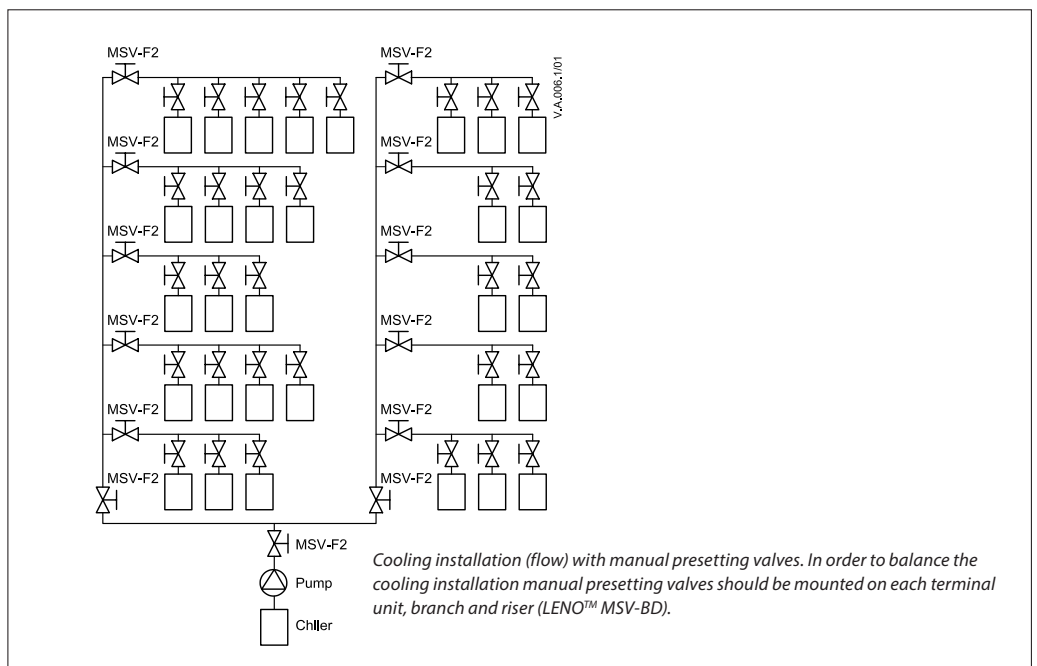 MSV-F2
MSV-F2
V.A.006.1/01
MSV-F2
MSV-F2
MSV-F2
MSV-F2
MSV-F2
MSV-F2
MSV-F2
MSV-F2
MSV-F2
MSV-F2
MSV-F2
Pump
Chller
Cooling installation (flow) with manual presetting valves. In order to balance the
cooling installation manual presetting valves should be mounted on each terminal
unit, branch and riser (LENO™ MSV-BD).